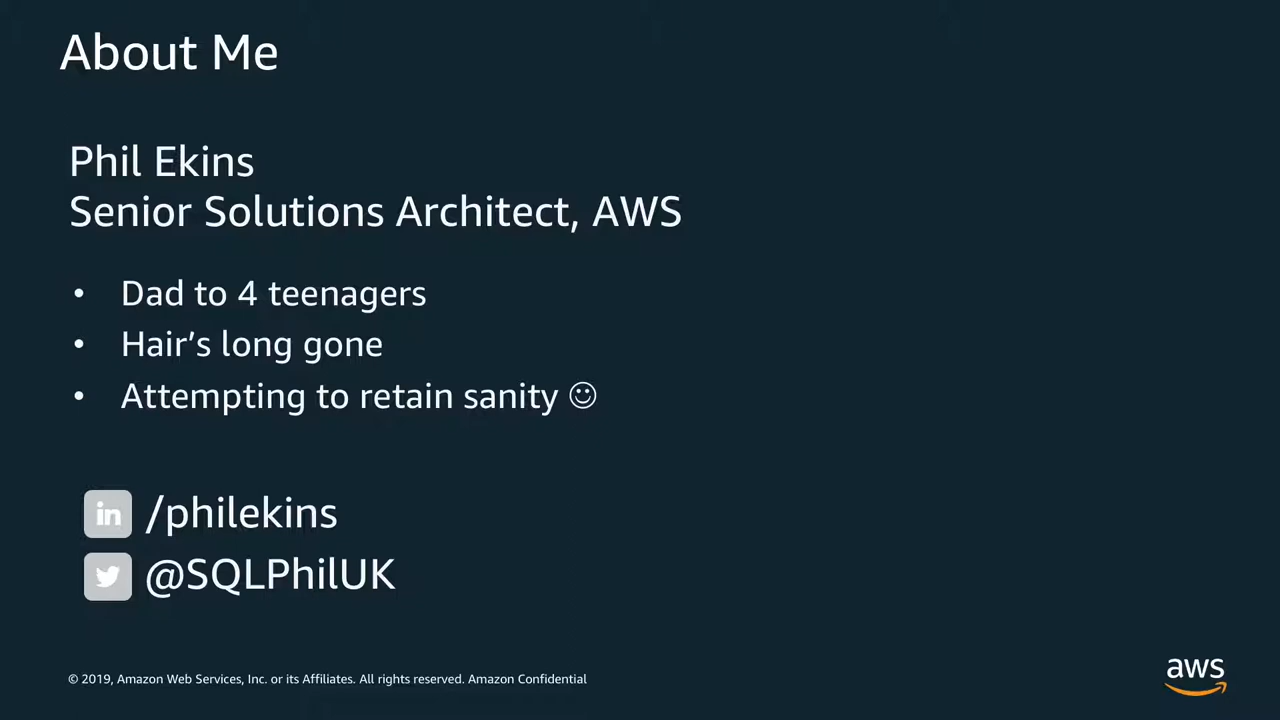 About Me
Phil Ekins
Senior Solutions Architect, AWS
• Dad to 4 teenagers
• Hair’s long gone
• Attempting to retain sanity ☺
in /philekins
@SQLPhilUK
© 2019, Amazon Web Services, Inc. or its Affiliates. All rights reserved. Amazon Confidential
aws